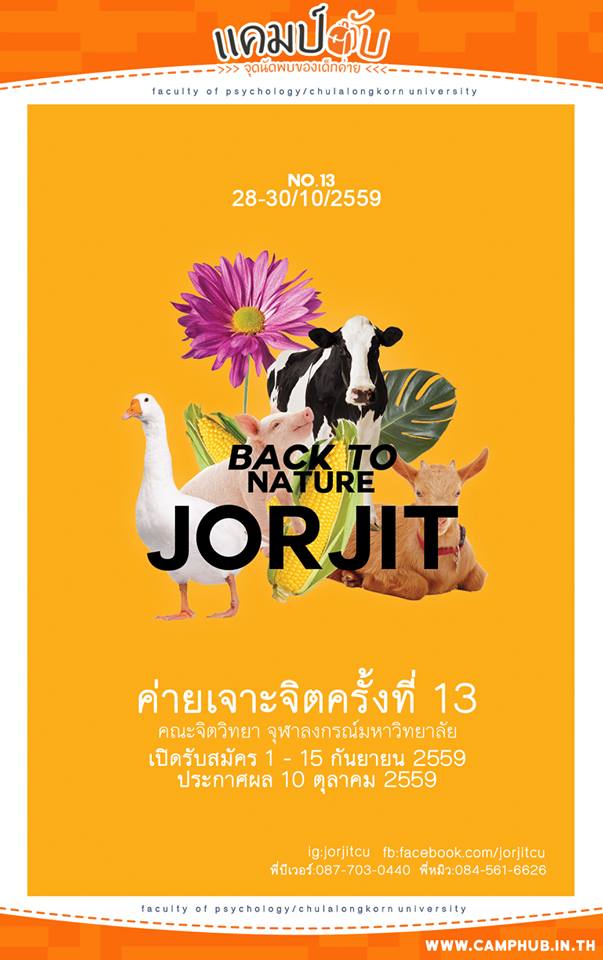 แคมป์ฮับ
>>> จุดนัดพบของเด็กค่าย <<<
faculty of psychology/chulalongkorn university
NO.13
28-30/10/2559
BACK TO
NATURE
JORJIT
ค่ายเจาะจิตครั้งที่ 13
คณะจิตวิทยา จุฬาลงกรณ์มหาวิทยาลัย
เปิดรับสมัคร 1 - 15 กันยายน 2559
ประกาศผล 10 ตุลาคม 2559
ig:jorjitcu fb:facebook.com/jorjitcu
พี่บีเวอร์:087-703-0440 พี่หมิว:084-561-6626
faculty of psychology/chulalongkorn university
WWW.CAMPHUB.IN.TH